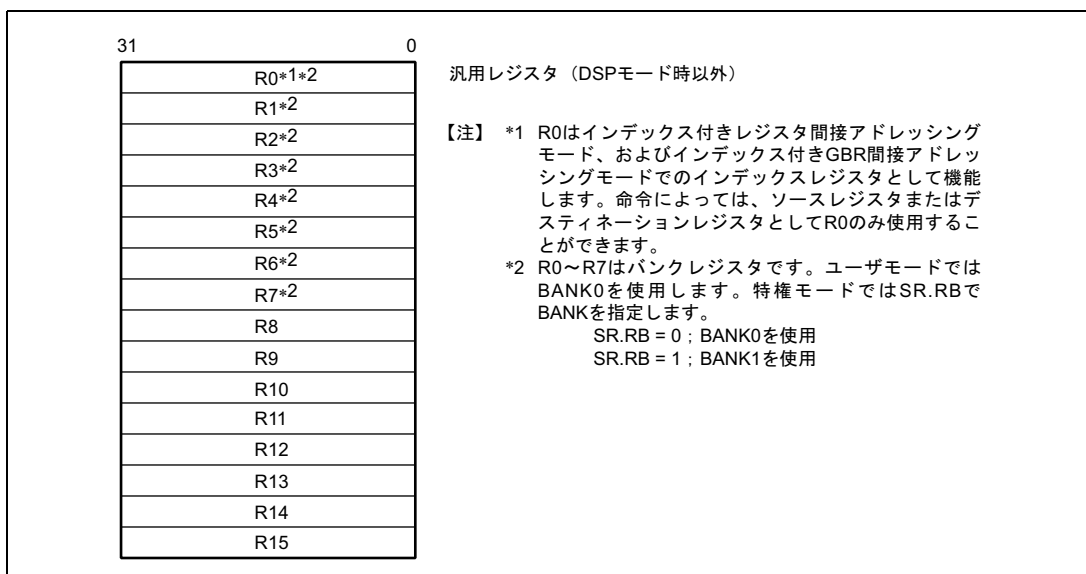 31 0
R0*1*2
R1*2
R2*2
R3*2
R4*2
R5*2
R6*2
R7*2
R8
R9
R10
R11
R12
R13
R14
R15
汎用レジスタ（DSPモード時以外）
【注】 *1 R0はインデックス付きレジスタ間接アドレッシング
モード、およびインデックス付きGBR間接アドレッ
シングモードでのインデックスレジスタとして機能
します。命令によっては、ソースレジスタまたはデ
スティネーションレジスタとしてR0のみ使用するこ
とができます。
*2 R0～R7はバンクレジスタです。ユーザモードでは
BANK0を使用します。特権モードではSR.RBで
BANKを指定します。
SR.RB = 0；BANK0を使用
SR.RB = 1；BANK1を使用